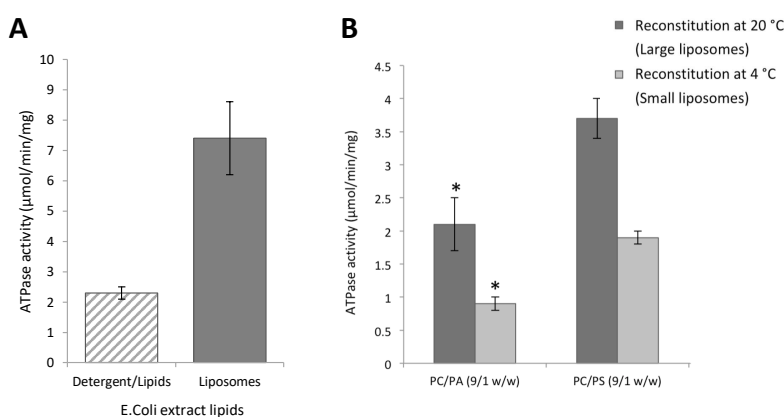 A
ATPase activity (µmol/min/mg)
10
9
8
7
6
5
4
3
2
1
0
Detergent/Lipids
Liposomes
E.Coli extract lipids
B
Reconstitution at 20 °C
(Large liposomes)
Reconstitution at 4 °C
(Small liposomes)
ATPase activity (µmol/min/mg)
4.5
4
3.5
3
2.5
2
1.5
1
0.5
0
*
*
PC/PA (9/1 w/w)
PC/PS (9/1 w/w)